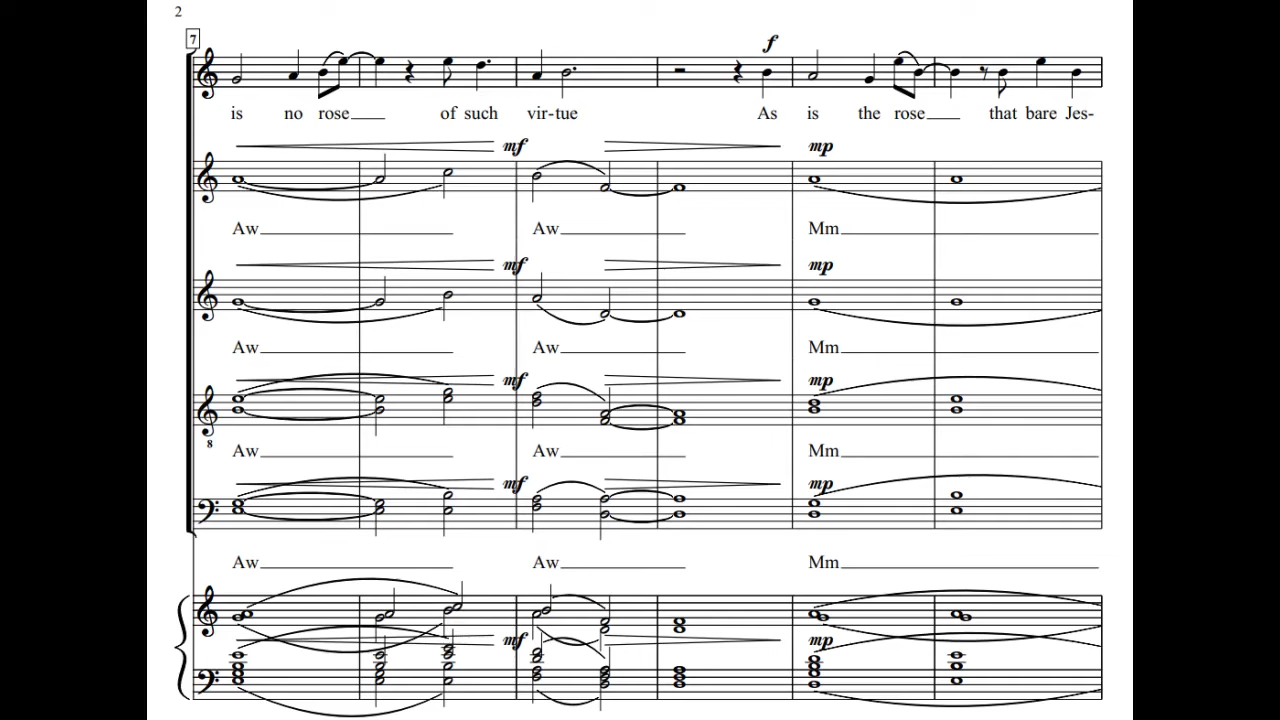 2
7
f
is no rose of such vir-tue As is the rose that bare Jes-
mf mp
Aw Aw Mm
mf mp
Aw Aw Mm
mf mp
8
Aw Aw Mm
mf mp
Aw Aw Mm
mf mp